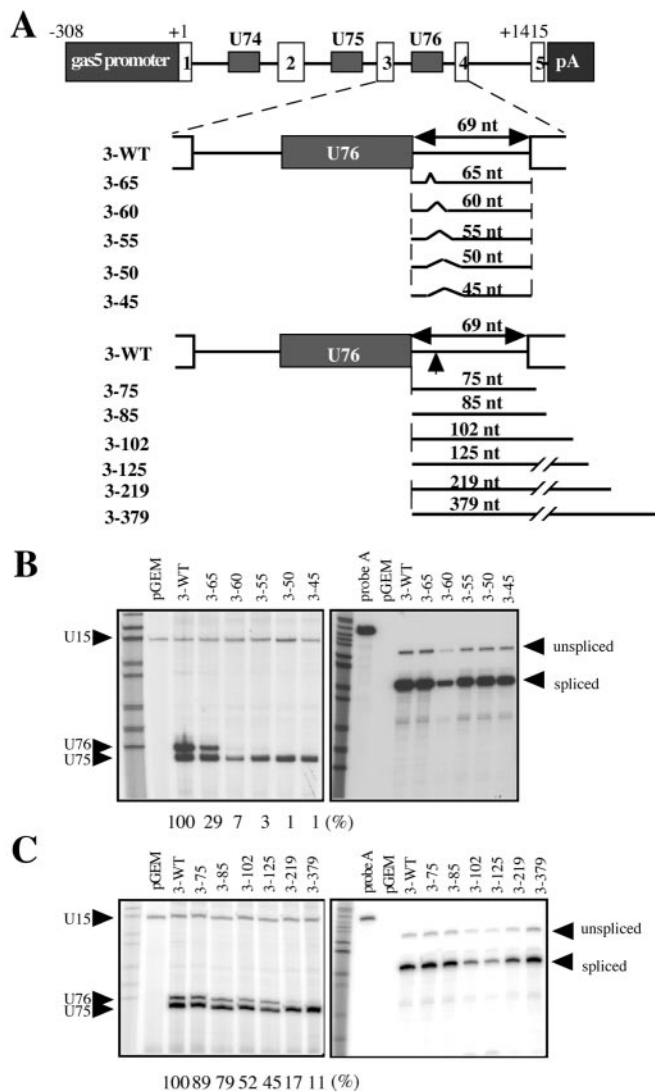 A
-308 +1 +1415
U74 U75 U76
gas5 promoter 1 2 3 4 5 pA
69 nt
3-WT U76
3-65 65 nt
3-60 60 nt
3-55 55 nt
3-50 50 nt
3-45 45 nt
69 nt
3-WT U76
3-75 75 nt
3-85 85 nt
3-102 102 nt
3-125 125 nt
3-219 219 nt
3-379 379 nt
B
pGEM 3-WT 3-65 3-60 3-55 3-50 3-45
probe A pGEM 3-WT 3-65 3-60 3-55 3-50 3-45
U15
unspliced
spliced
U76
U75
100 29 7 3 1 1 (%)
C
pGEM 3-WT 3-75 3-85 3-102 3-125 3-219 3-379
probe A pGEM 3-WT 3-75 3-85 3-102 3-125 3-219 3-379
U15
unspliced
spliced
U76
U75
100 89 79 52 45 17 11 (%)